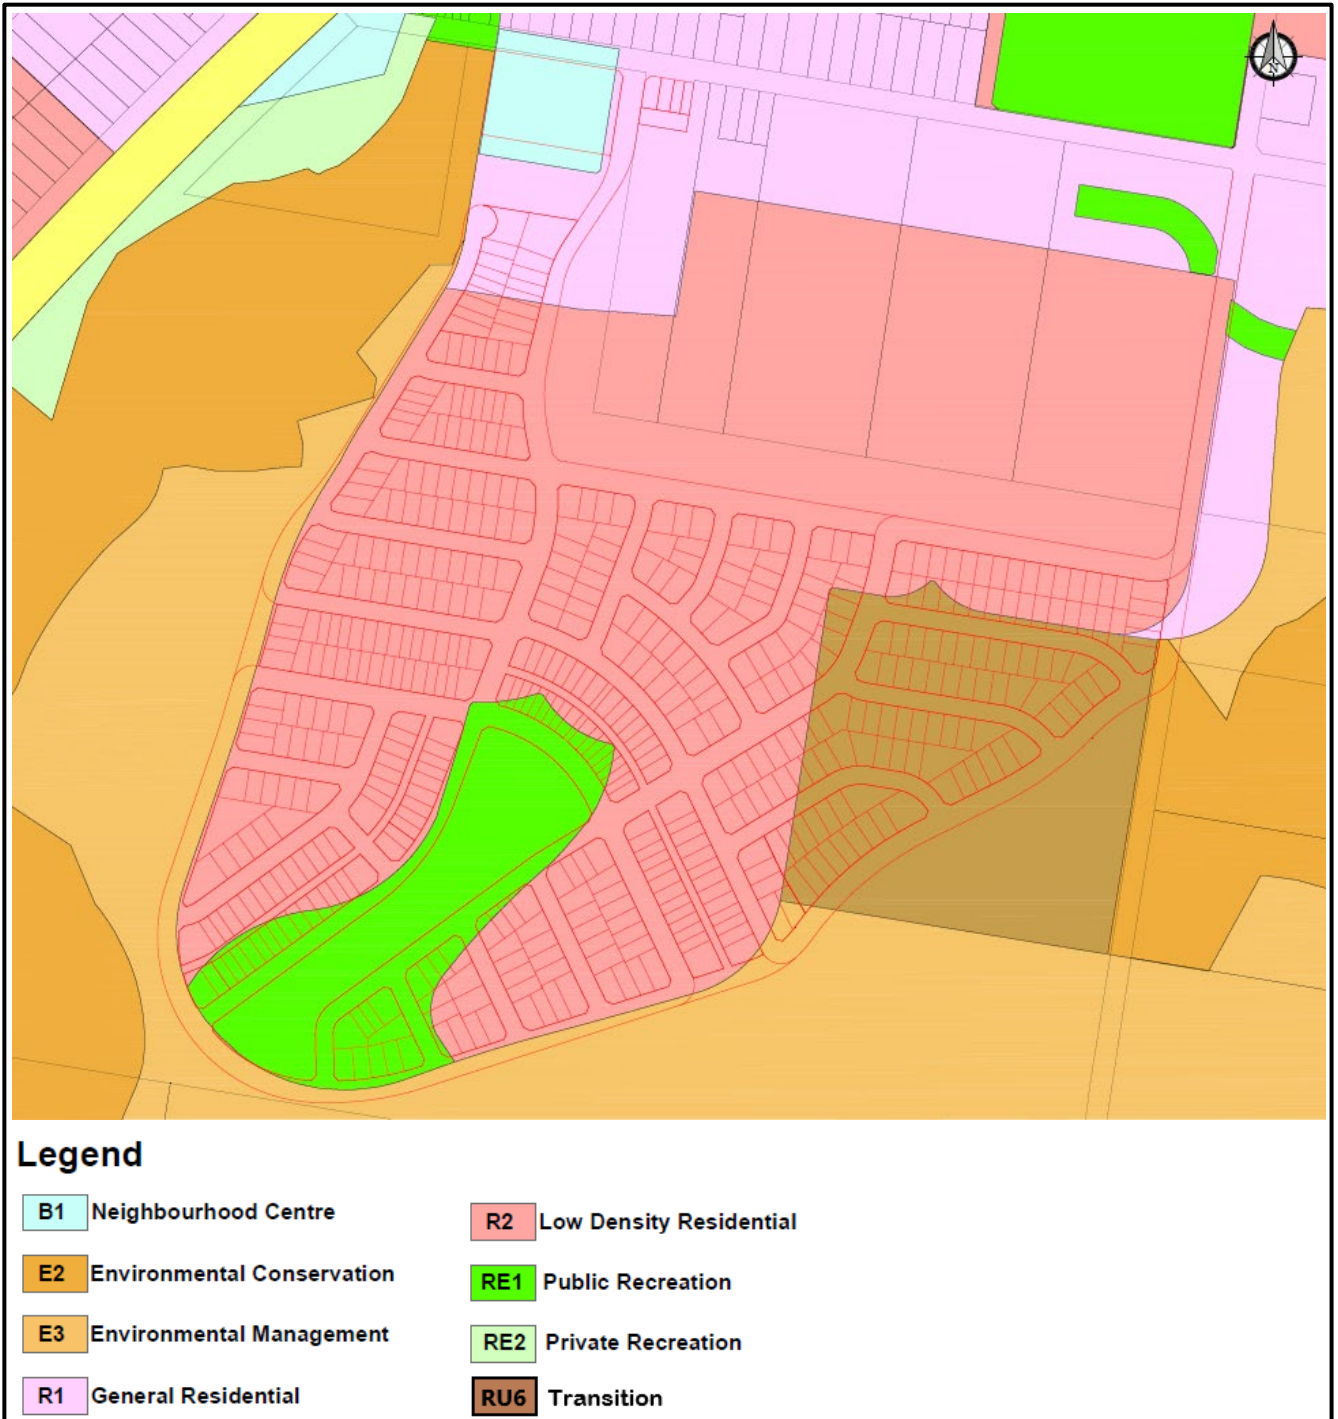 N
Legend
B1 Neighbourhood Centre
E2 Environmental Conservation
E3 Environmental Management
R1 General Residential
R2 Low Density Residential
RE1 Public Recreation
RE2 Private Recreation
RU6 Transition